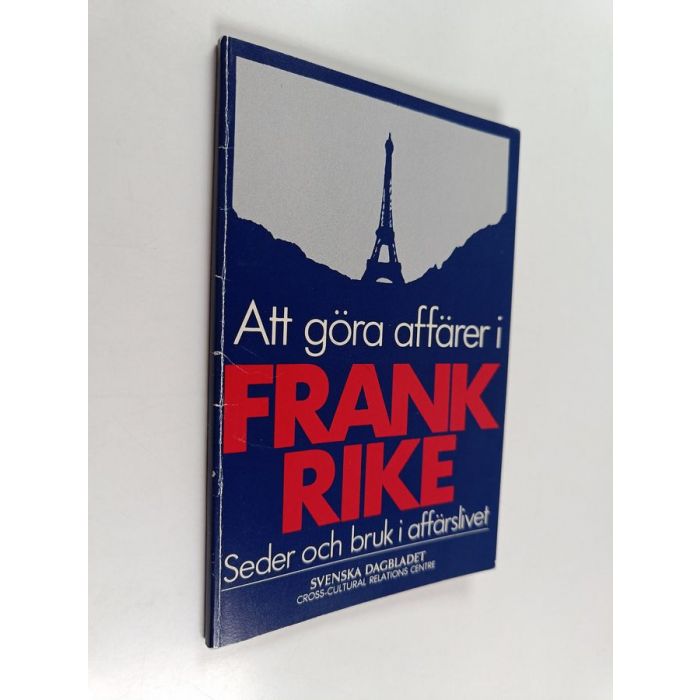 Att göra affärer i
FRANK
RIKE
Seder och bruk i affärslivet
SVENSKA DAGBLADET
CROSS-CULTURAL RELATIONS CENTRE